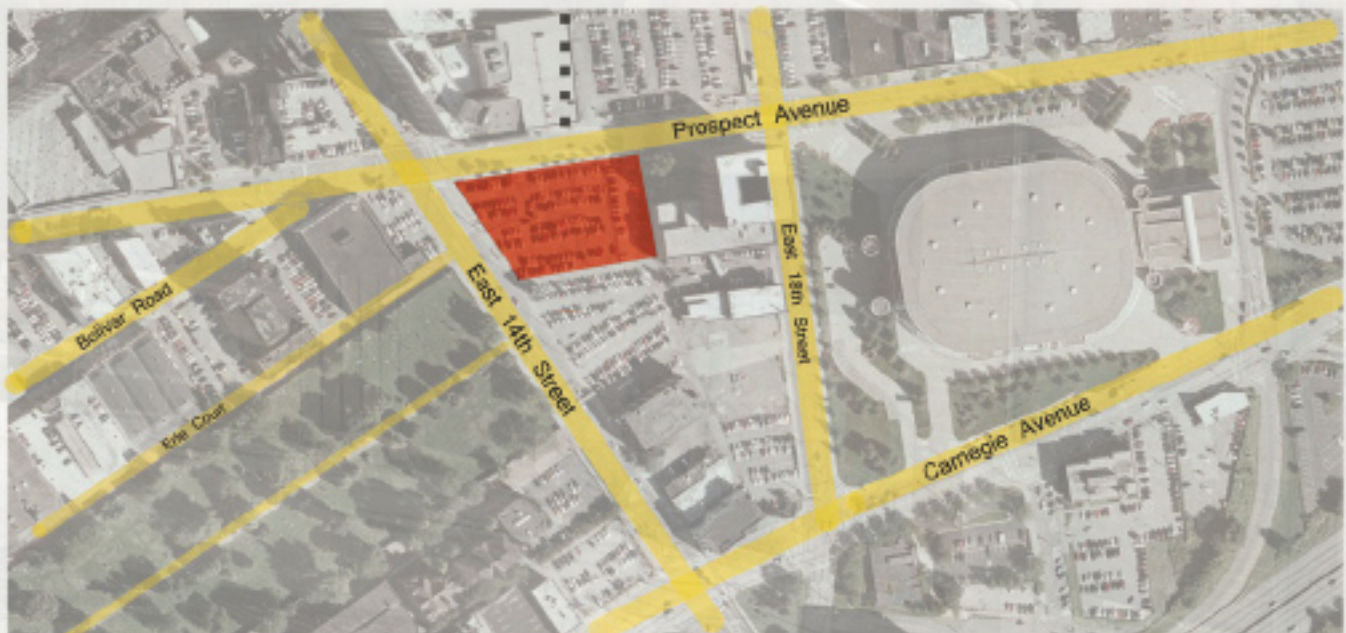 Prospect Avenue
East 18th Street
East 14th Street
Bolivar Road
Erie Court
Carnegie Avenue